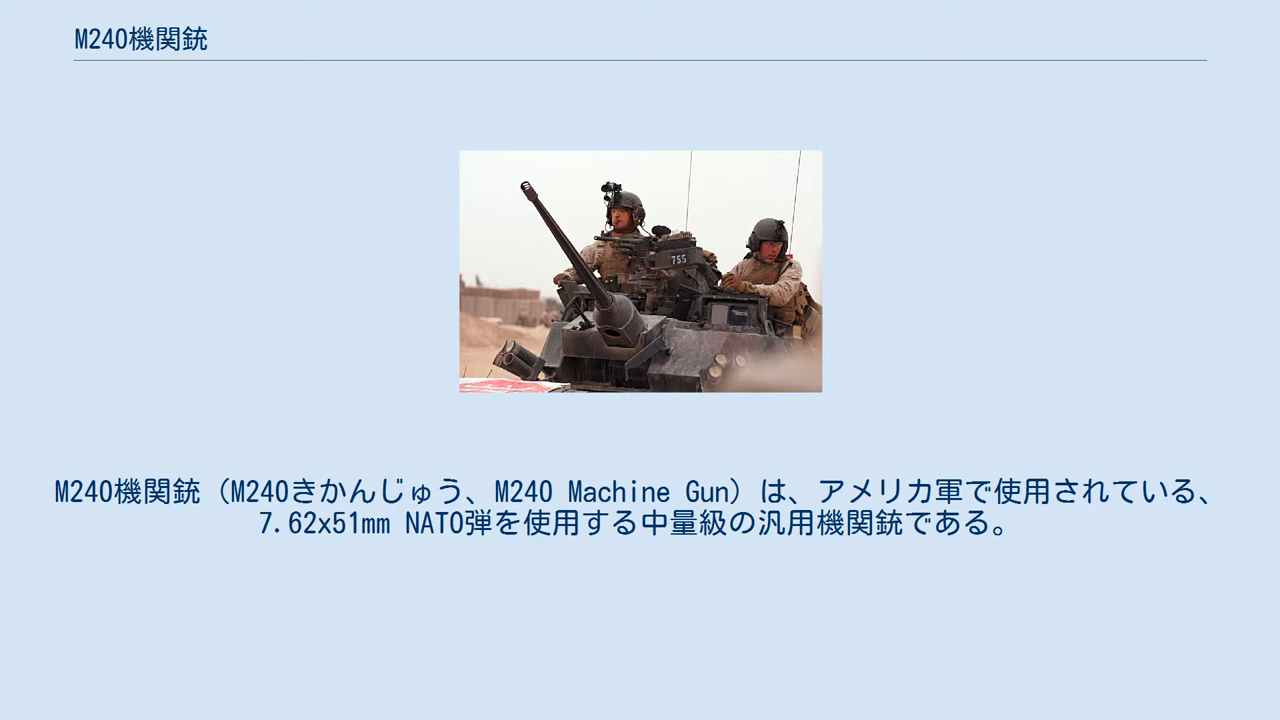 M240機関銃
755
M240機関銃（M240きかんじゅう、M240 Machine Gun）は、アメリカ軍で使用されている、
7.62x51mm NATO弾を使用する中量級の汎用機関銃である。